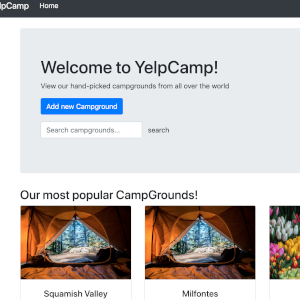 lpCamp Home
Welcome to YelpCamp!
View our hand-picked campgrounds from all over the world
Add new Campground
Search campgrounds... search
Our most popular CampGrounds!
Squamish Valley Milfontes